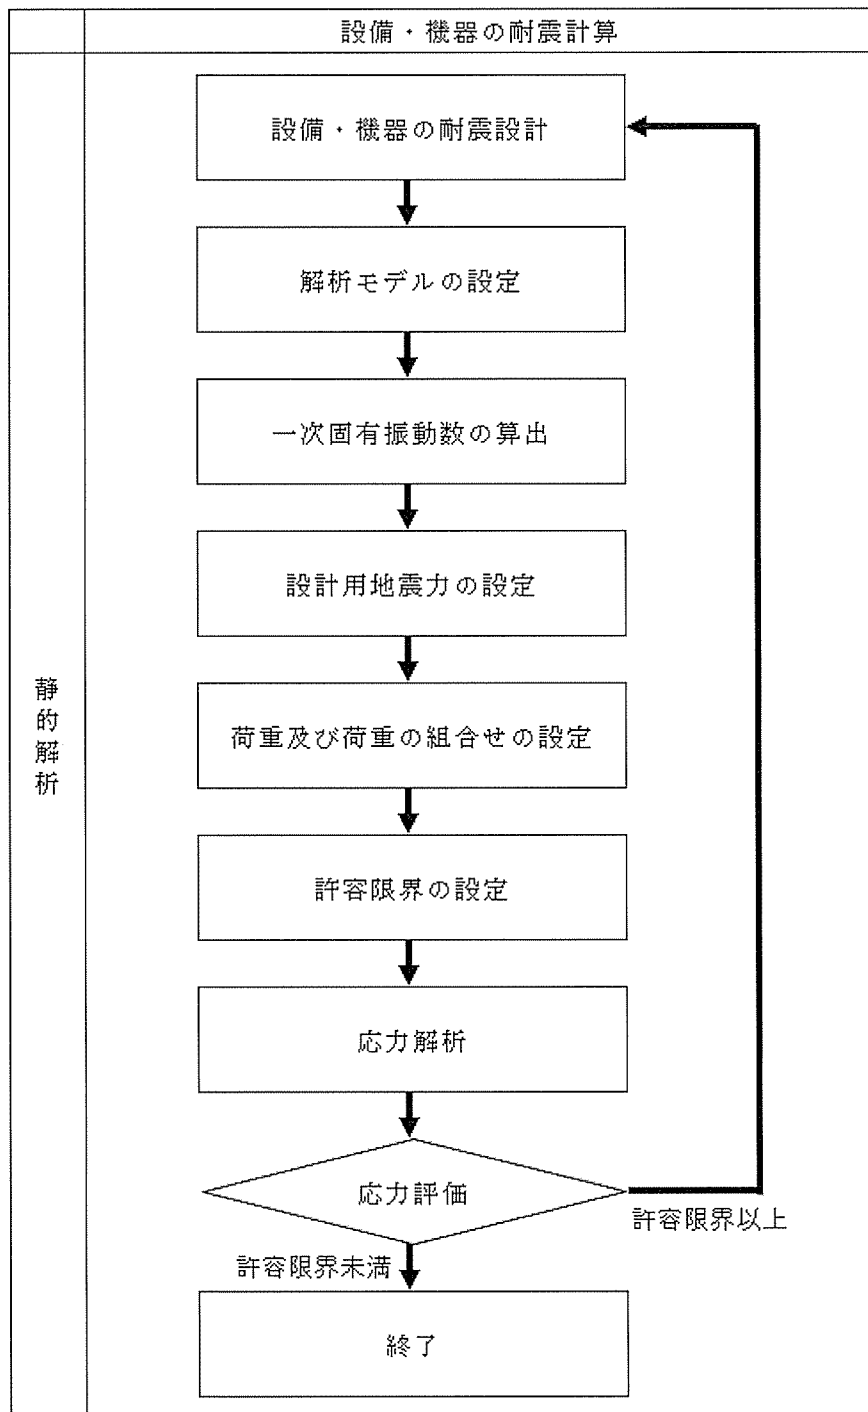 設備・機器の耐震計算
静的解析
設備・機器の耐震設計
解析モデルの設定
一次固有振動数の算出
設計用地震力の設定
荷重及び荷重の組合せの設定
許容限界の設定
応力解析
応力評価
許容限界以上
許容限界未満
終了